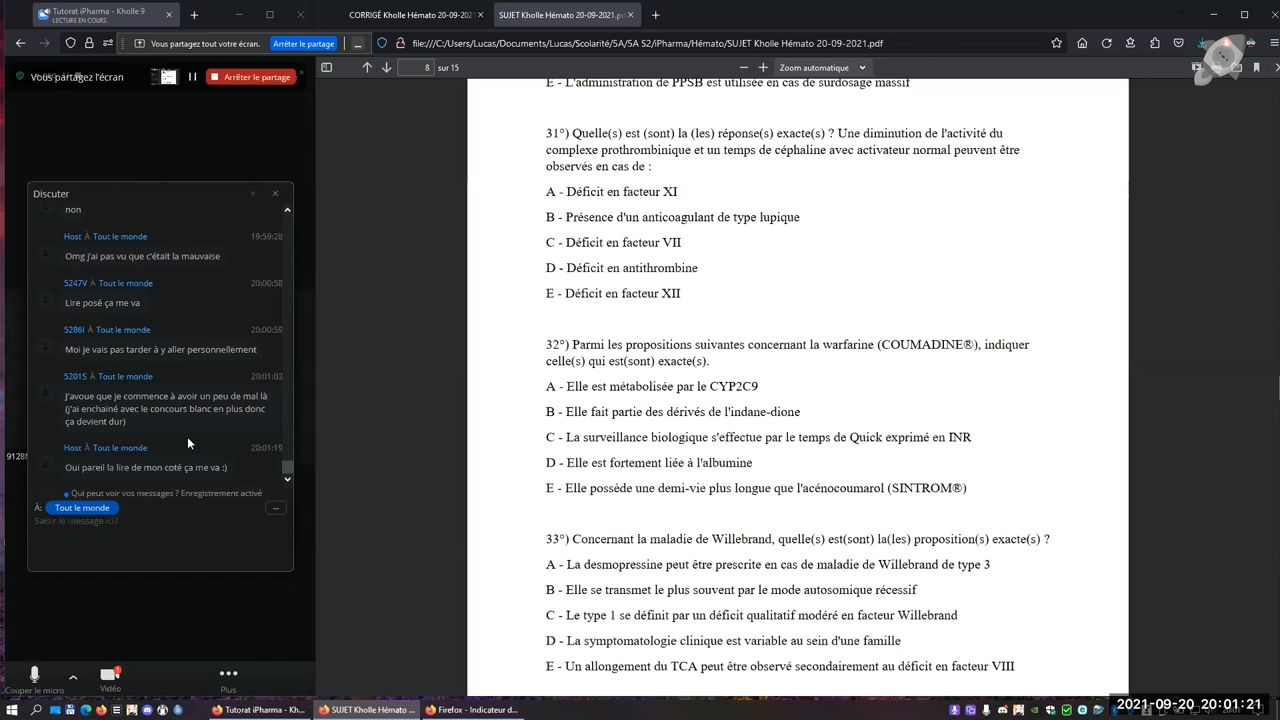 Tutorat iPharma - Kholle 9
LECTURE EN COURS
CORRIGÉ Kholle Hémato 20-09-2021
SUJET Kholle Hémato 20-09-2021.pd
Vous partagez tout écran.
Arrêter le partage
...
file:///C:/Users/Lucas/Documents/Lucas/Scolarité/5A/5A S2/iPharma/Hémato/SUJET Kholle Hémato 20-09-2021.pdf
Vous partagez l'écran
Arrêter le partage
8 sur 15
Zoom automatique
E - L'administration de PPSB est utilisée en cas de surdosage massif
31°) Quelle(s) est (sont) la (les) réponse(s) exacte(s) ? Une diminution de l'activité du
complexe prothrombinique et un temps de céphaline avec activateur normal peuvent être
observés en cas de :
A - Déficit en facteur XI
B - Présence d'un anticoagulant de type lupique
C - Déficit en facteur VII
D - Déficit en antithrombine
E - Déficit en facteur XII
32°) Parmi les propositions suivantes concernant la warfarine (COUMADINE®), indiquer
celle(s) qui est(sont) exacte(s).
A - Elle est métabolisée par le CYP2C9
B - Elle fait partie des dérivés de l'indane-dione
C - La surveillance biologique s'effectue par le temps de Quick exprimé en INR
D - Elle est fortement liée à l'albumine
E - Elle possède une demi-vie plus longue que l'acénocoumarol (SINTROM®)
33°) Concernant la maladie de Willebrand, quelle(s) est(sont) la(les) proposition(s) exacte(s) ?
A - La desmopressine peut être prescrite en cas de maladie de Willebrand de type 3
B - Elle se transmet le plus souvent par le mode autosomique récessif
C - Le type 1 se définit par un déficit qualitatif modéré en facteur Willebrand
D - La symptomatologie clinique est variable au sein d'une famille
E - Un allongement du TCA peut être observé secondairement au déficit en facteur VIII
Discuter
non
Host À Tout le monde 19:59:28
Omg j'ai pas vu que c'était la mauvaise
5247V À Tout le monde 20:00:58
Lire posé ça me va
5286I À Tout le monde 20:00:59
Moi je vais pas tarder à y aller personnellement
5201S À Tout le monde 20:01:03
J'avoue que je commence à avoir un peu de mal là
(j'ai enchainé avec le concours blanc en plus donc
ça devient dur)
Host À Tout le monde 20:01:19
Oui pareil la lire de mon coté ça me va :)
Qui peut voir vos messages ? Enregistrement activé
À: Tout le monde
...
Saisir le message ici?
Couper le micro
Vidéo
Plus
Tutorat iPharma - Kh...
SUJET Kholle Hémato ...
Firefox - Indicateur d...
2021-09-20 20:01:21